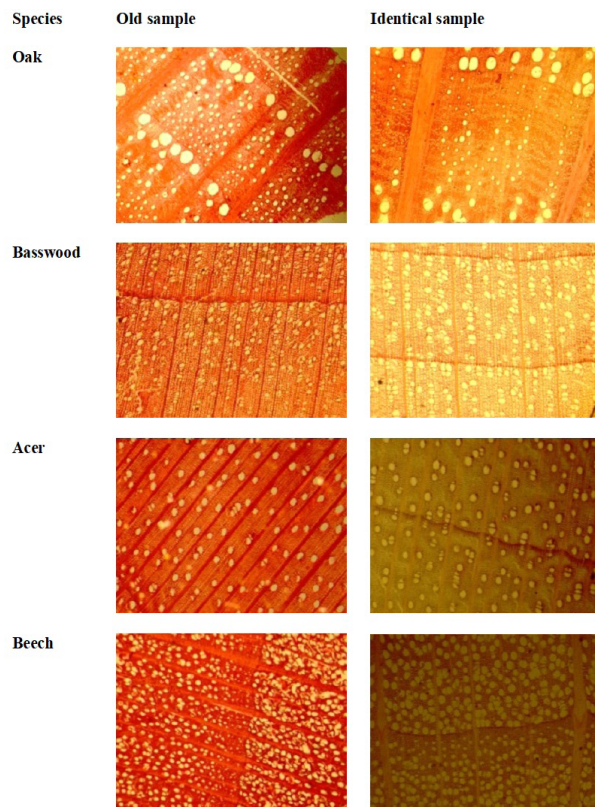 Species Old sample Identical sample
Oak
Basswood
Acer
Beech